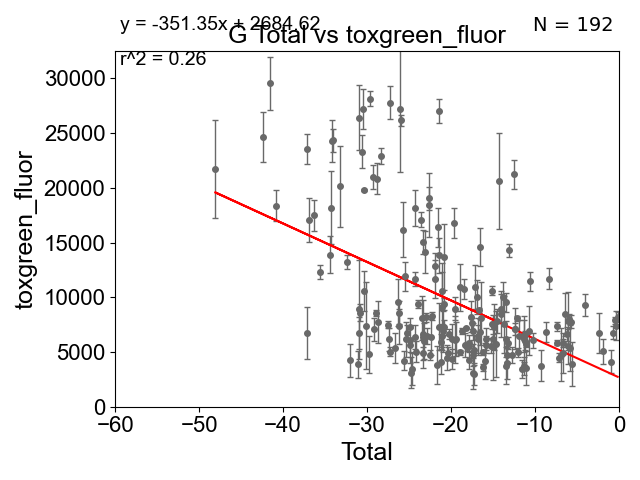 y = -351.35x + 2684.62
N = 192
G Total vs toxgreen_fluor
r^2 = 0.26
30000
25000
20000
15000
10000
5000
0
toxgreen_fluor
−60 −50 −40 −30 −20 −10 0
Total